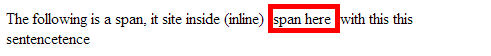 The following is a span, it site inside (inline) span here with this this
sentencetence